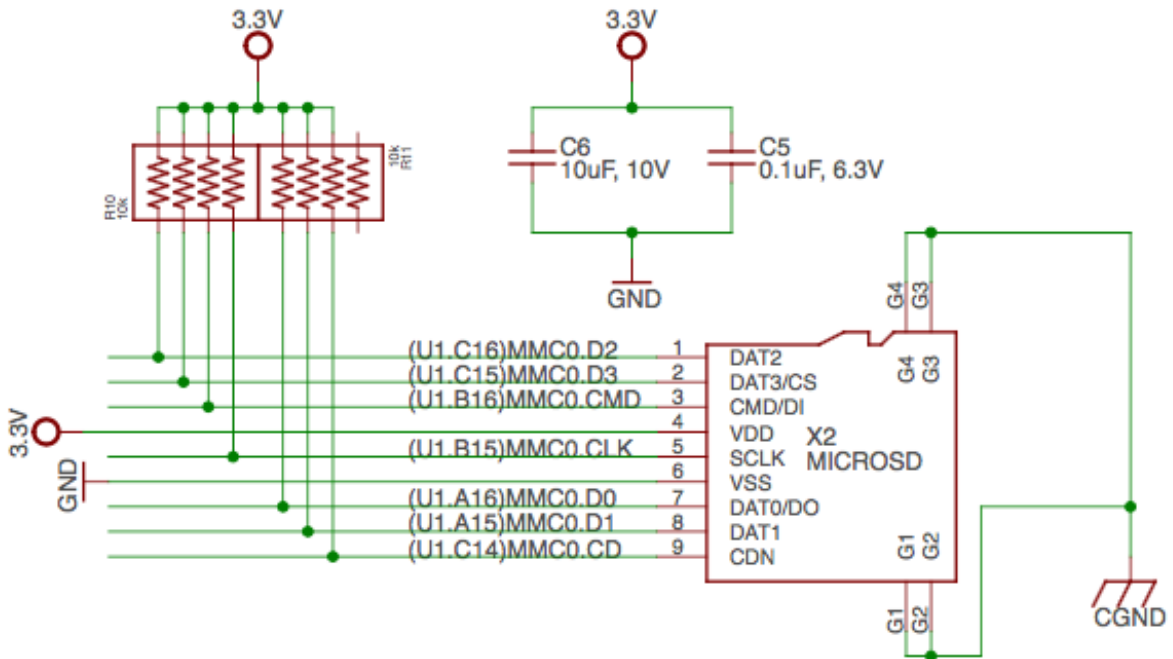 3.3V
3.3V
10k
R11
R10
10k
C6
10uF, 10V
C5
0.1uF, 6.3V
GND
G4
G3
(U1.C16)MMC0.D2
1
DAT2
G4
G3
(U1.C15)MMC0.D3
2
DAT3/CS
(U1.B16)MMC0.CMD
3
CMD/DI
3.3V
4
VDD
X2
MICROSD
(U1.B15)MMC0.CLK
5
SCLK
GND
6
VSS
(U1.A16)MMC0.D0
7
DAT0/DO
(U1.A15)MMC0.D1
8
DAT1
G1
G2
(U1.C14)MMC0.CD
9
CDN
G1
G2
CGND